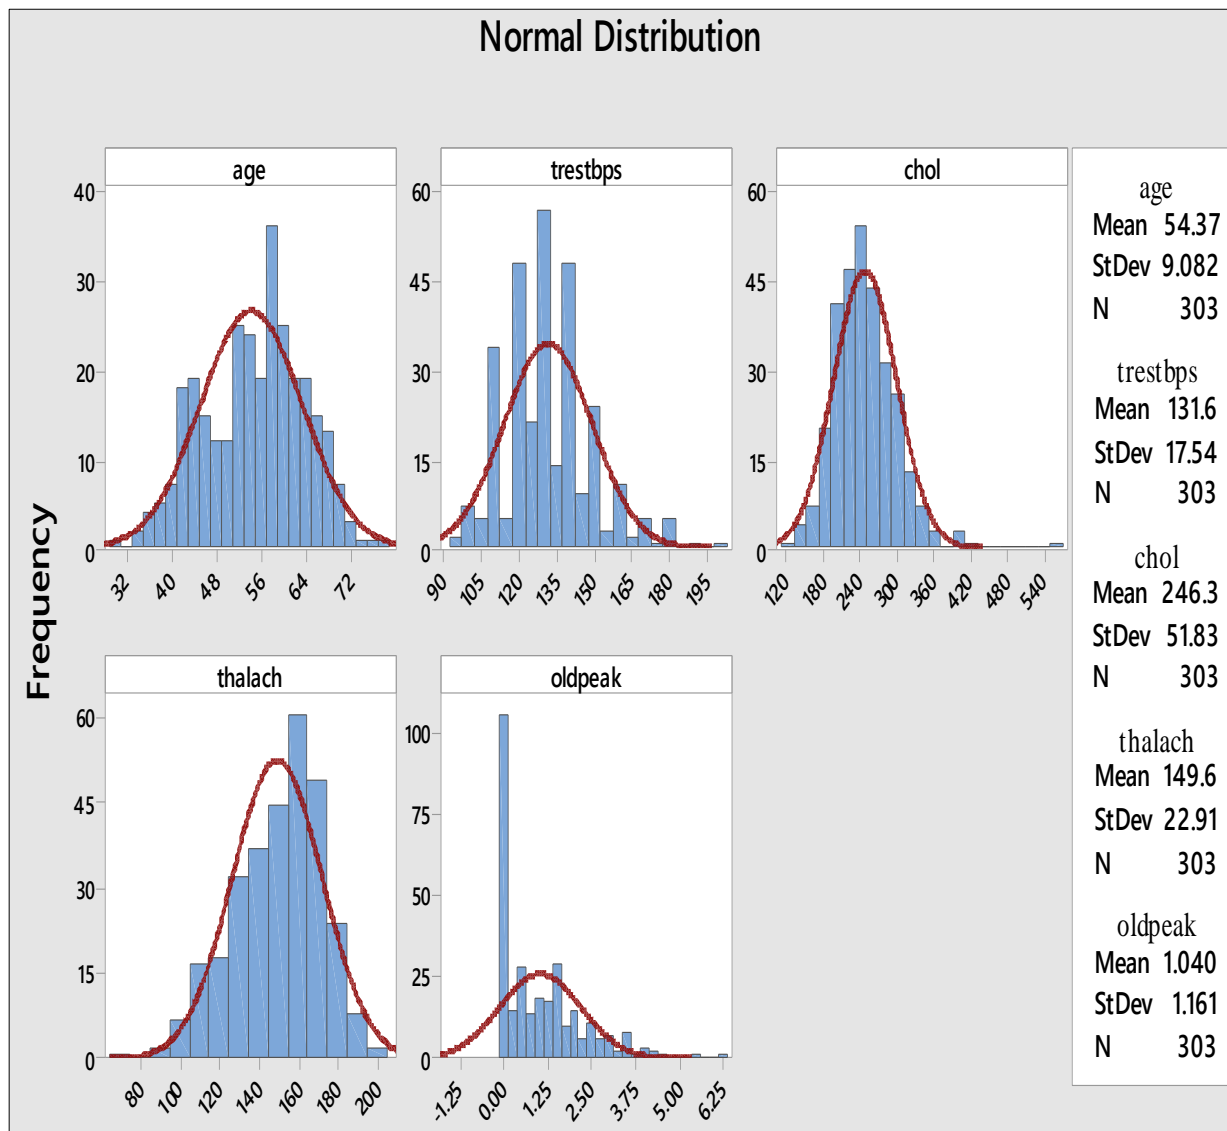 Normal Distribution
age
trestbps
chol
40
30
20
10
0
60
45
30
15
0
60
45
30
15
0
32 40 48 56 64 72
90 105 120 135 150 165 180 195
120 180 240 300 360 420 480 540
Frequency
thalach
oldpeak
60
45
30
15
0
100
75
50
25
0
80 100 120 140 160 180 200
-1.25 0.00 1.25 2.50 3.75 5.00 6.25
age
Mean 54.37
StDev 9.082
N 303
trestbps
Mean 131.6
StDev 17.54
N 303
chol
Mean 246.3
StDev 51.83
N 303
thalach
Mean 149.6
StDev 22.91
N 303
oldpeak
Mean 1.040
StDev 1.161
N 303